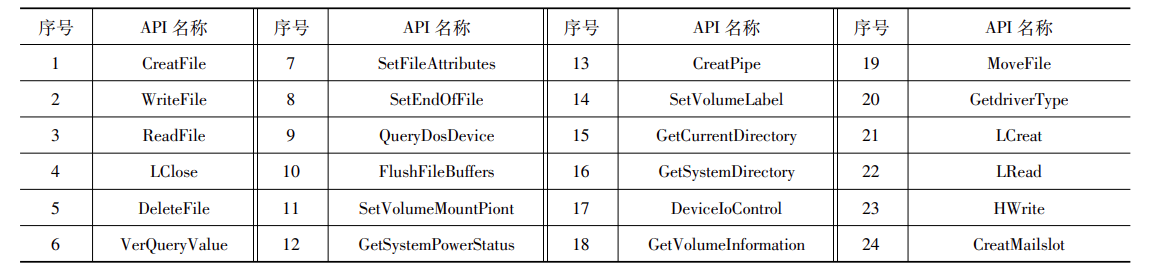 序号 API 名称 序号 API 名称 序号 API 名称 序号 API 名称
1 CreatFile 7 SetFileAttributes 13 CreatPipe 19 MoveFile
2 WriteFile 8 SetEndOfFile 14 SetVolumeLabel 20 GetdriverType
3 ReadFile 9 QueryDosDevice 15 GetCurrentDirectory 21 LCreat
4 LClose 10 FlushFileBuffers 16 GetSystemDirectory 22 LRead
5 DeleteFile 11 SetVolumeMountPiont 17 DeviceIoControl 23 HWrite
6 VerQueryValue 12 GetSystemPowerStatus 18 GetVolumeInformation 24 CreatMailslot